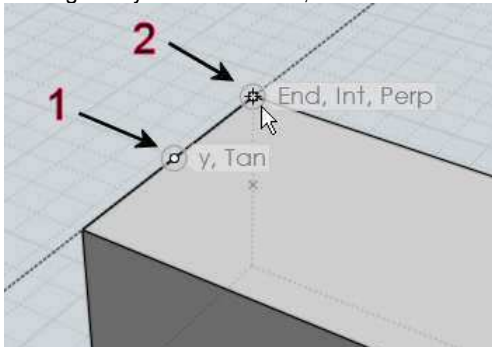 2
End, Int, Perp
1
y, Tan